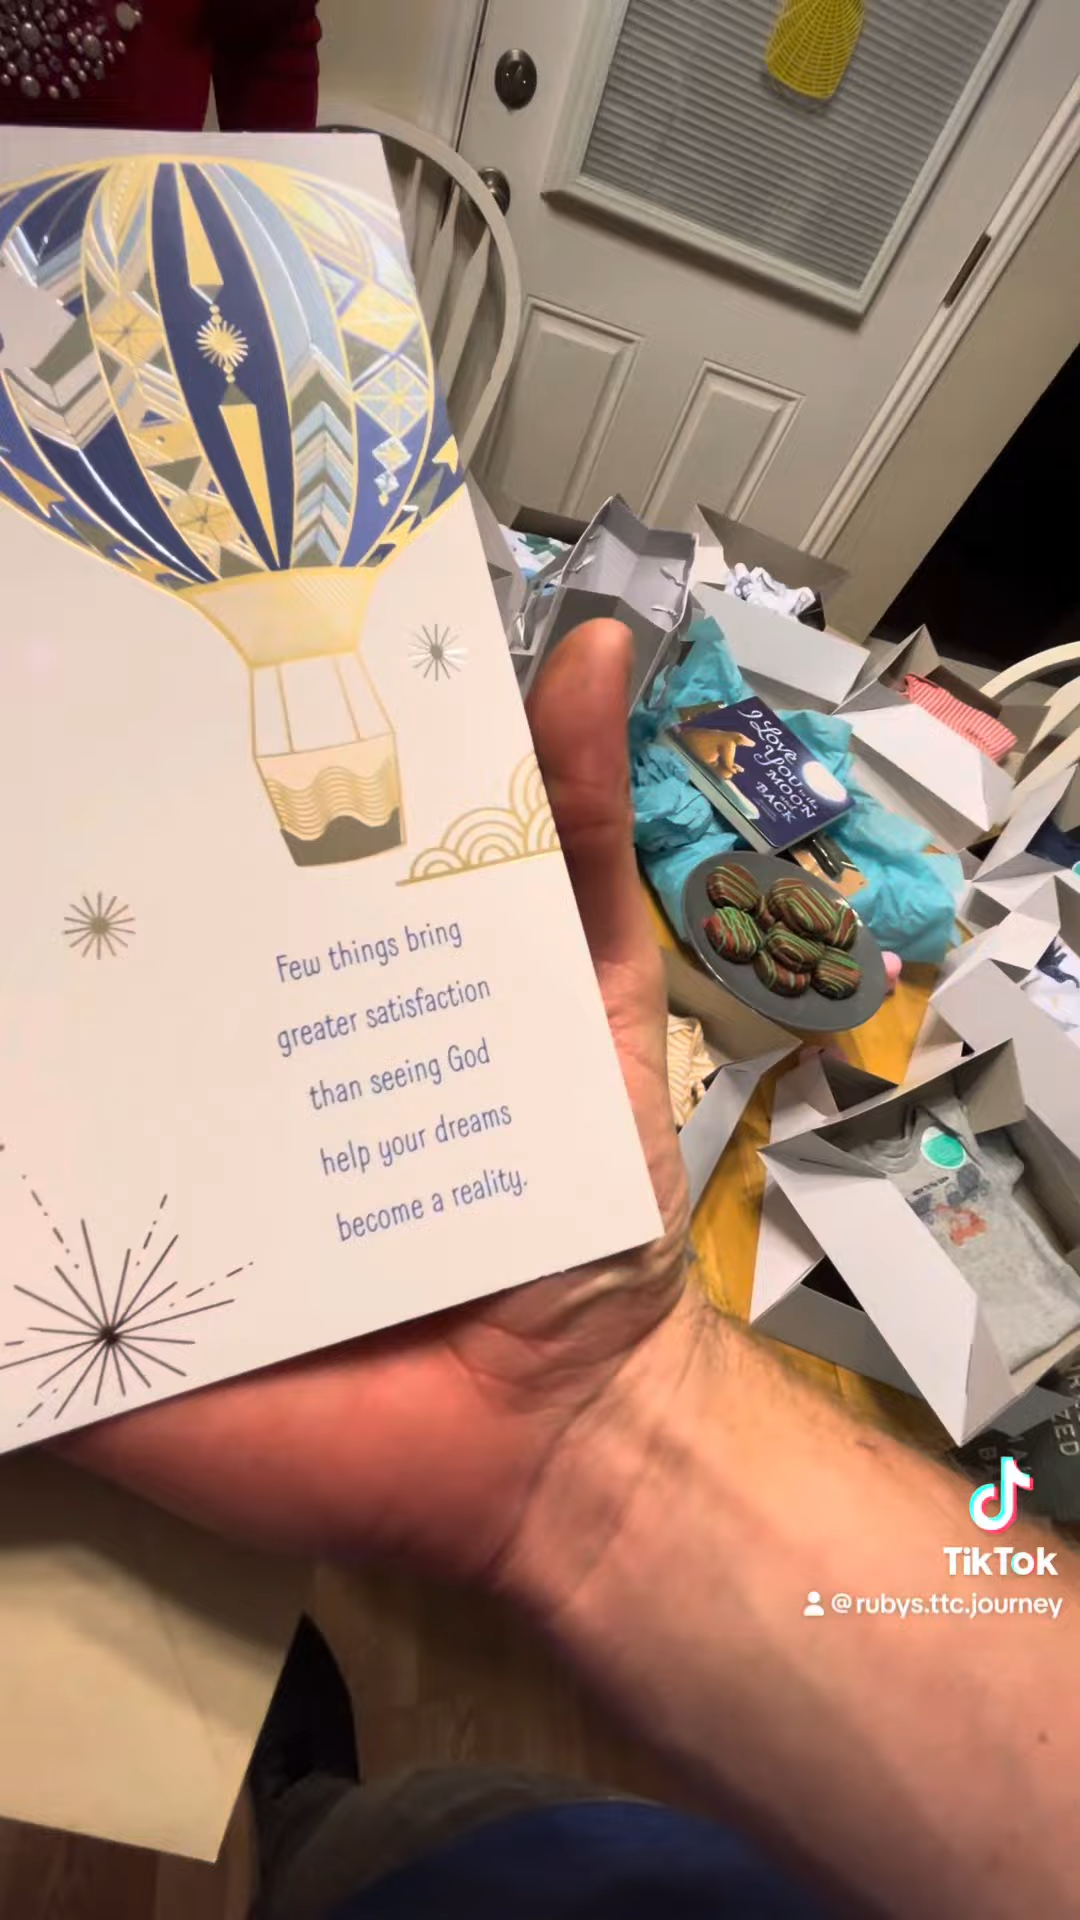 Few things bring
greater satisfaction
than seeing God
help your dreams
become a reality.
I Love
You to the
MOON
and
BACK
TikTok
@rubys.ttc.journey